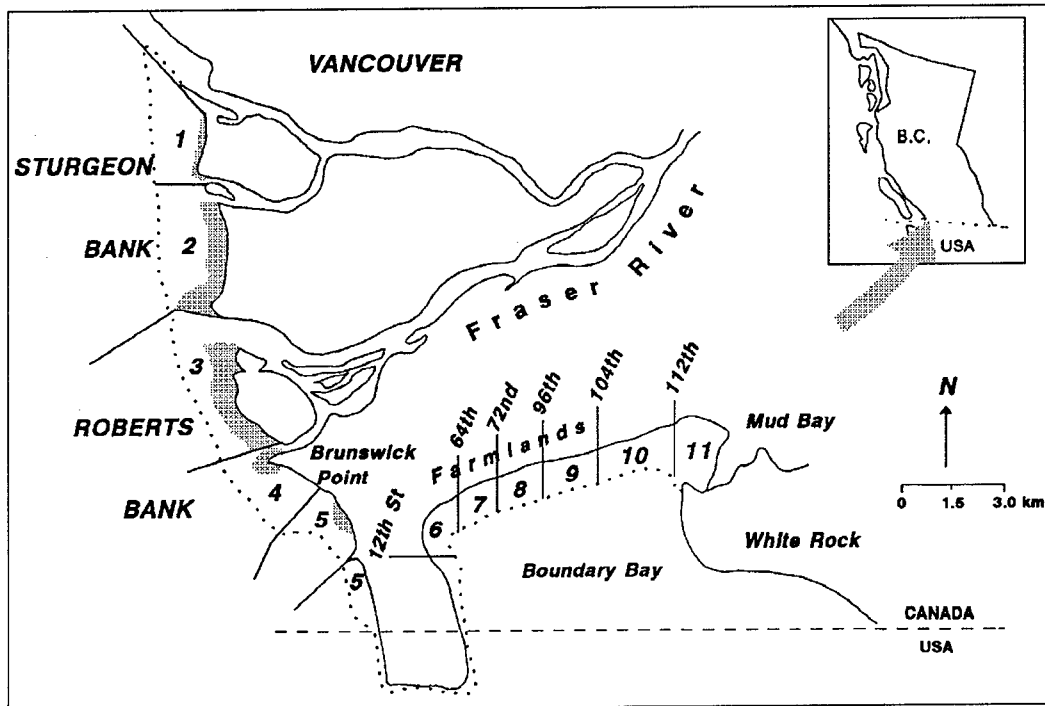 VANCOUVER
B.C.
USA
1
STURGEON
2
BANK
Fraser River
3
ROBERTS
Brunswick
Point
BANK
4
5
5
12th St
Farmlands
64th
72nd
96th
104th
112th
6
7
8
9
10
11
Mud Bay
White Rock
Boundary Bay
N
0 1.5 3.0 km
CANADA
USA